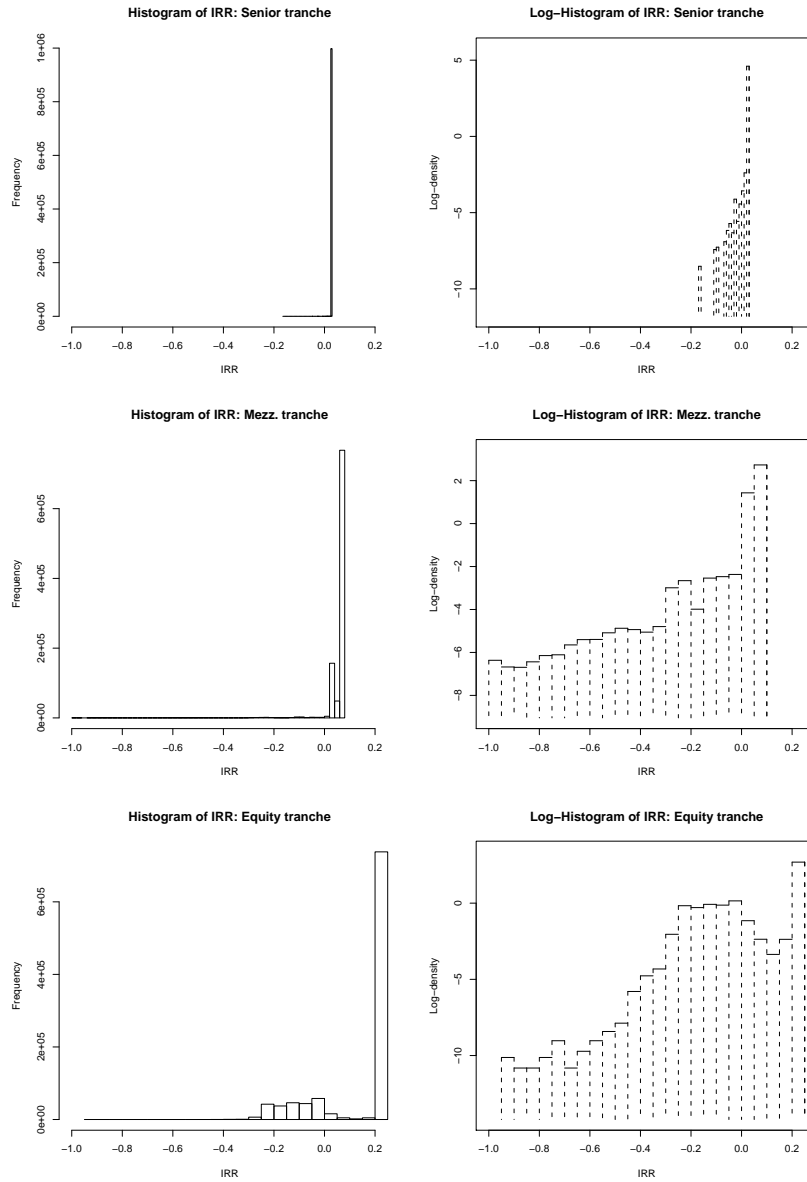 Histogram of IRR: Senior tranche
Frequency
0e+00 2e+05 4e+05 6e+05 8e+05 1e+06
−1.0 −0.8 −0.6 −0.4 −0.2 0.0 0.2
IRR
Log−Histogram of IRR: Senior tranche
Log−density
−10 −5 0 5
−1.0 −0.8 −0.6 −0.4 −0.2 0.0 0.2
IRR
Histogram of IRR: Mezz. tranche
Frequency
0e+00 2e+05 4e+05 6e+05
−1.0 −0.8 −0.6 −0.4 −0.2 0.0 0.2
IRR
Log−Histogram of IRR: Mezz. tranche
Log−density
−8 −6 −4 −2 0 2
−1.0 −0.8 −0.6 −0.4 −0.2 0.0 0.2
IRR
Histogram of IRR: Equity tranche
Frequency
0e+00 2e+05 4e+05 6e+05
−1.0 −0.8 −0.6 −0.4 −0.2 0.0 0.2
IRR
Log−Histogram of IRR: Equity tranche
Log−density
−10 −5 0
−1.0 −0.8 −0.6 −0.4 −0.2 0.0 0.2
IRR